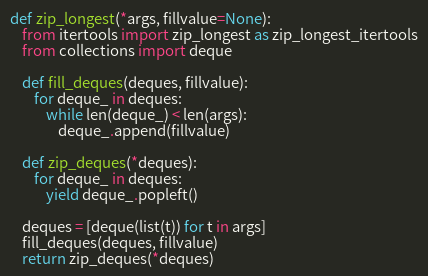 def zip_longest(*args, fillvalue=None):
from itertools import zip_longest as zip_longest_itertools
from collections import deque
def fill_deques(deques, fillvalue):
for deque_ in deques:
while len(deque_) < len(args):
deque_.append(fillvalue)
def zip_deques(*deques):
for deque_ in deques:
yield deque_.popleft()
deques = [deque(list(t)) for t in args]
fill_deques(deques, fillvalue)
return zip_deques(*deques)